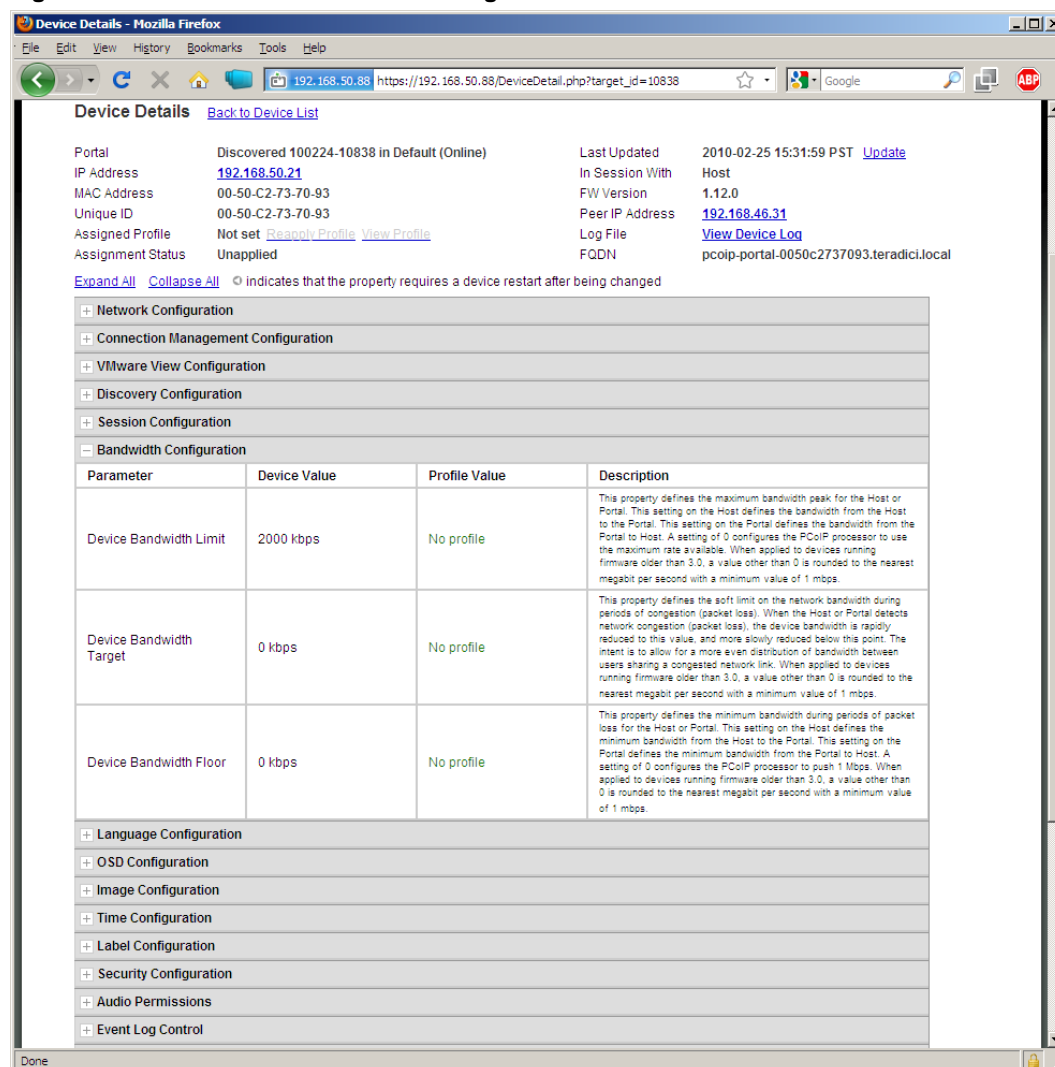 Device Details - Mozilla Firefox
File Edit View History Bookmarks Tools Help
192.168.50.88 https://192.168.50.88/DeviceDetail.php?target_id=10838
Google
ABP
Device Details Back to Device List
Portal Discovered 100224-10838 in Default (Online) Last Updated 2010-02-25 15:31:59 PST Update
IP Address 192.168.50.21 In Session With Host
MAC Address 00-50-C2-73-70-93 FW Version 1.12.0
Unique ID 00-50-C2-73-70-93 Peer IP Address 192.168.46.31
Assigned Profile Not set Reapply Profile View Profile Log File View Device Log
Assignment Status Unapplied FQDN pcoip-portal-0050c2737093.teradici.local
Expand All Collapse All indicates that the property requires a device restart after being changed
Network Configuration
Connection Management Configuration
VMware View Configuration
Discovery Configuration
Session Configuration
Bandwidth Configuration
Parameter Device Value Profile Value Description
Device Bandwidth Limit 2000 kbps No profile
This property defines the maximum bandwidth peak for the Host or
Portal. This setting on the Host defines the bandwidth from the Host
to the Portal. This setting on the Portal defines the bandwidth from the
Portal to Host. A setting of 0 configures the PCoIP processor to use
the maximum rate available. When applied to devices running
firmware older than 3.0, a value other than 0 is rounded to the nearest
megabit per second with a minimum value of 1 mbps.
Device Bandwidth
Target
0 kbps No profile
This property defines the soft limit on the network bandwidth during
periods of congestion (packet loss). When the Host or Portal detects
network congestion (packet loss), the device bandwidth is rapidly
reduced to this value, and more slowly reduced below this point. The
intent is to allow for a more even distribution of bandwidth between
users sharing a congested network link. When applied to devices
running firmware older than 3.0, a value other than 0 is rounded to the
nearest megabit per second with a minimum value of 1 mbps.
Device Bandwidth Floor 0 kbps No profile
This property defines the minimum bandwidth during periods of packet
loss for the Host or Portal. This setting on the Host defines the
minimum bandwidth from the Host to the Portal. This setting on the
Portal defines the minimum bandwidth from the Portal to Host. A
setting of 0 configures the PCoIP processor to push 1 Mbps. When
applied to devices running firmware older than 3.0, a value other than
0 is rounded to the nearest megabit per second with a minimum value
of 1 mbps.
Language Configuration
OSD Configuration
Image Configuration
Time Configuration
Label Configuration
Security Configuration
Audio Permissions
Event Log Control
Done